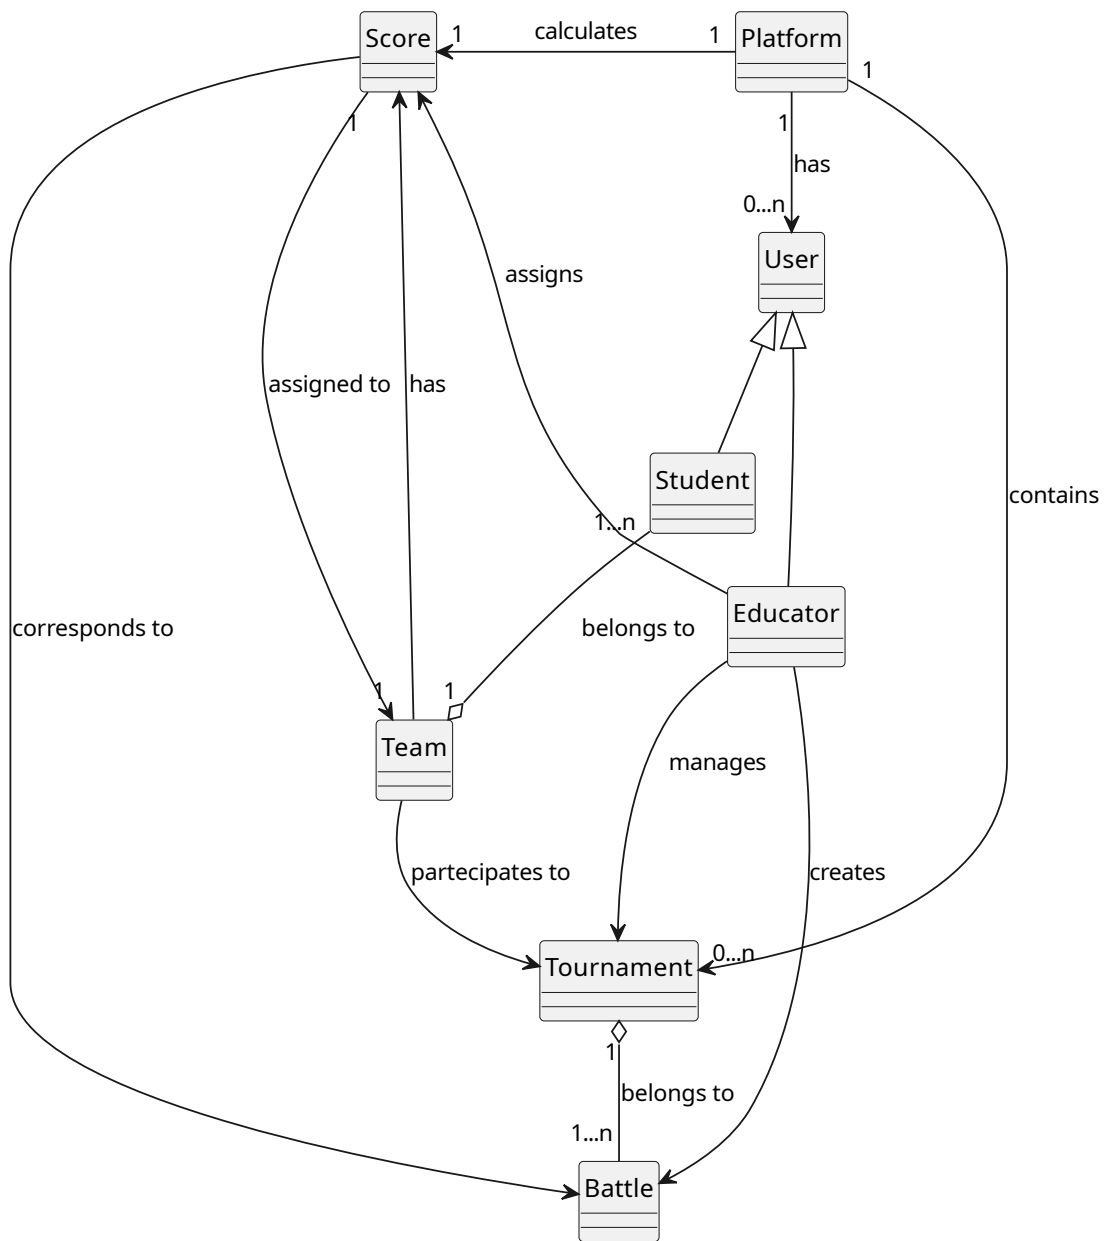 Score
1
calculates
1
Platform
1
1
1
has
0...n
User
assigns
assigned to
has
Student
contains
1...n
Educator
corresponds to
belongs to
1
1
Team
manages
partecipates to
creates
0...n
Tournament
1
belongs to
1...n
Battle